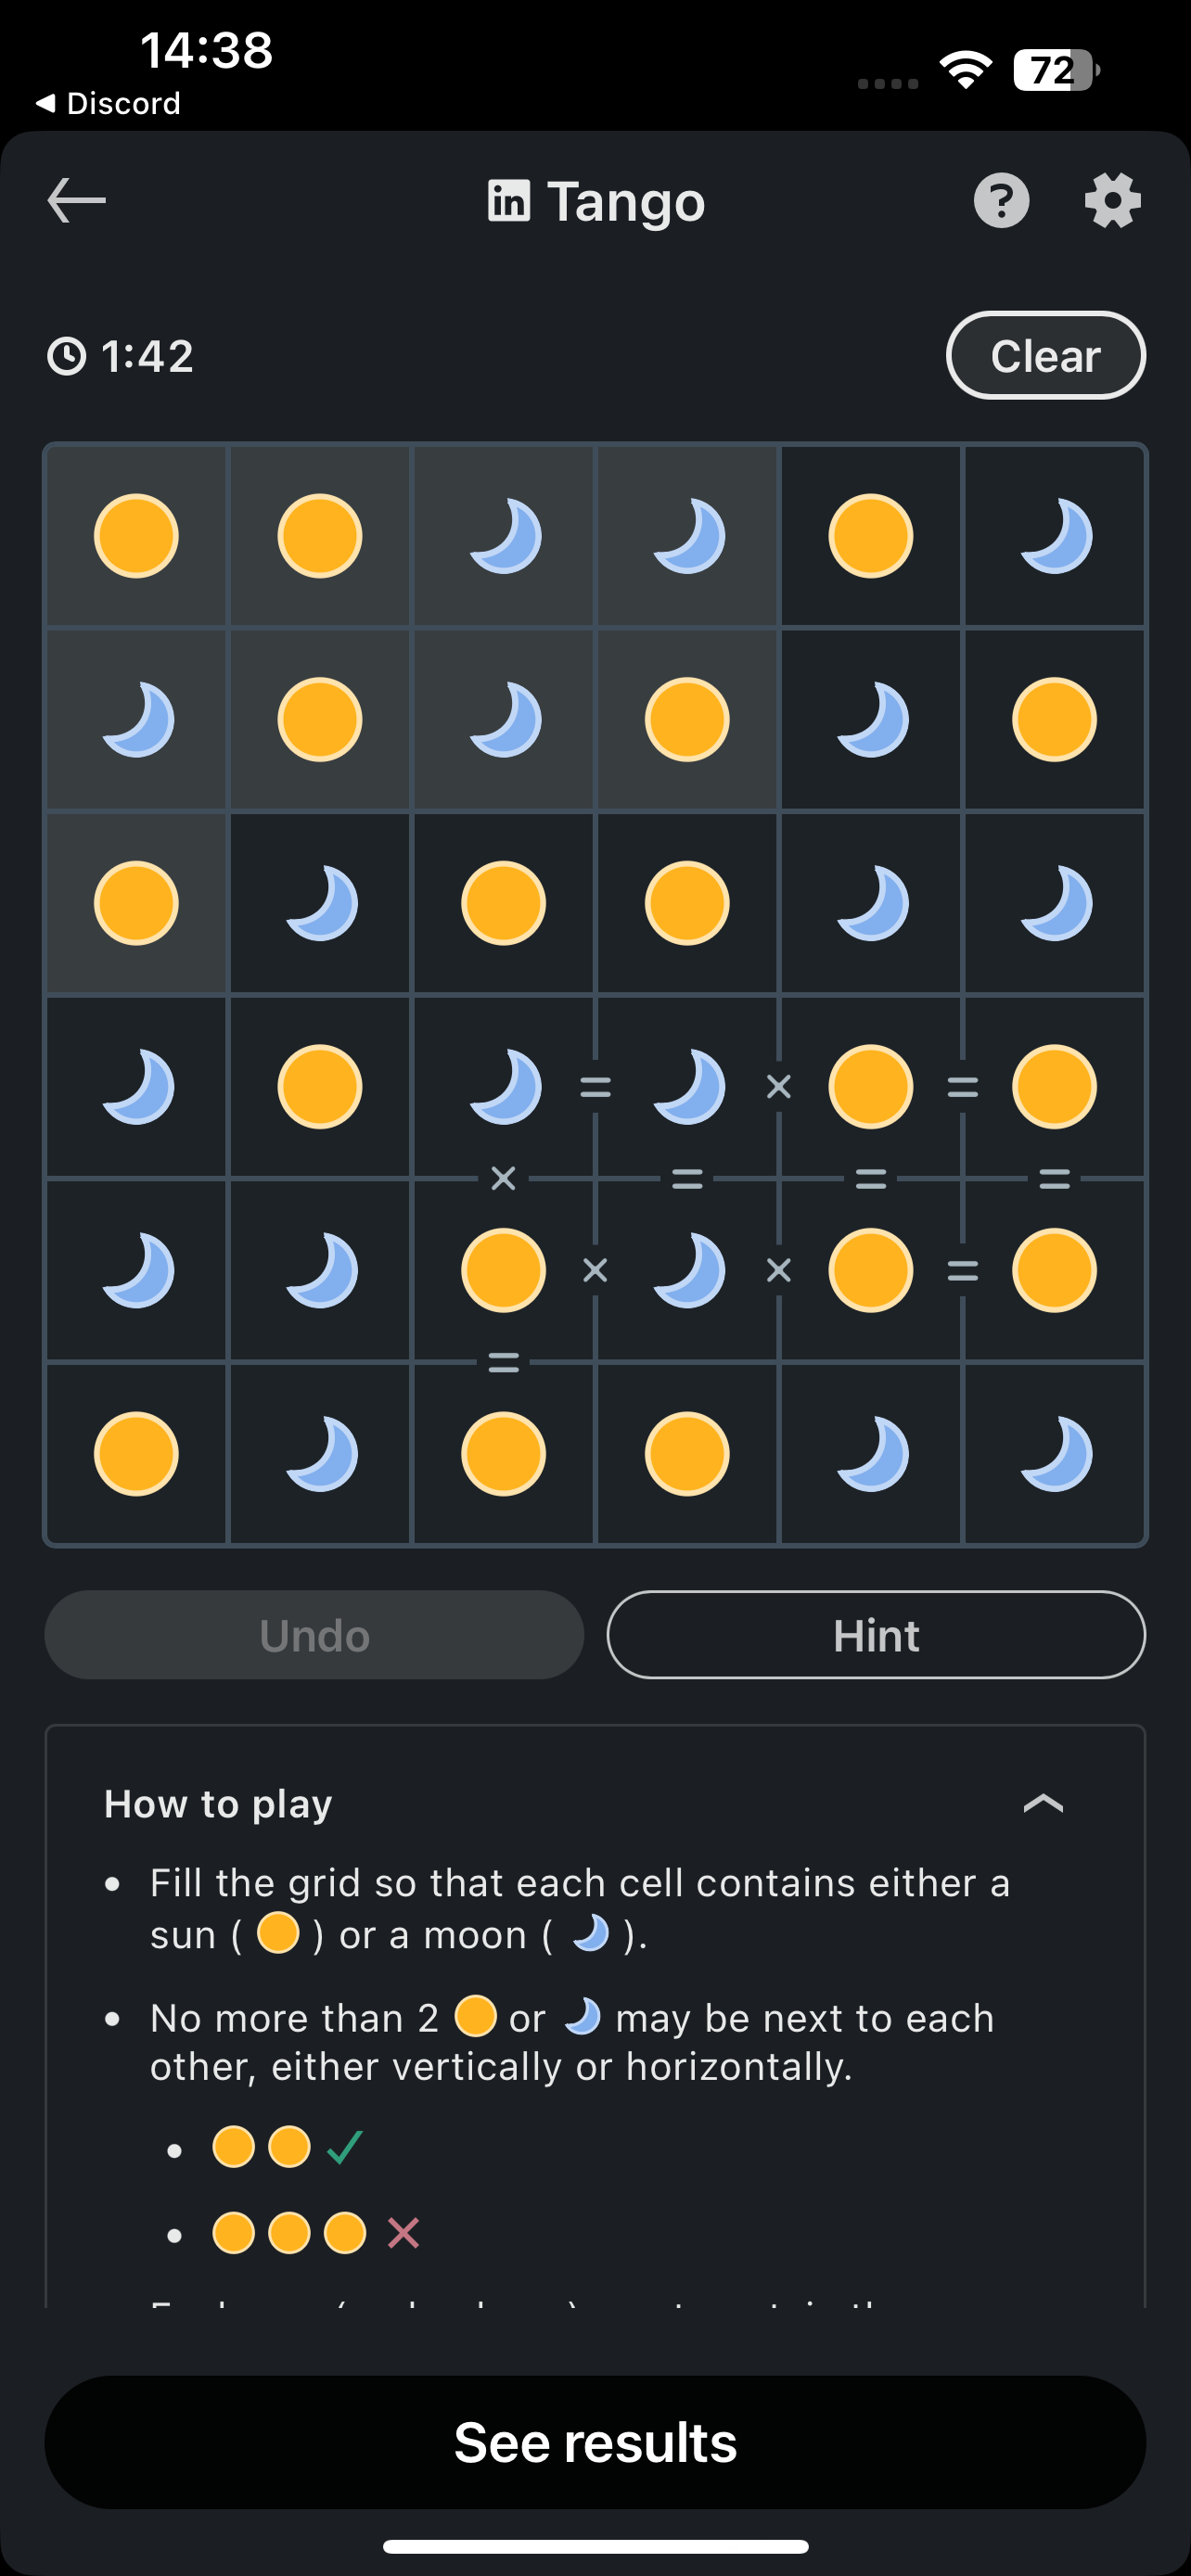 14:38
72
Discord
in Tango
?
1:42
Clear
= × =
× = = =
× × =
=
Undo
Hint
How to play
Fill the grid so that each cell contains either a
sun ( ) or a moon ( ).
No more than 2 or may be next to each
other, either vertically or horizontally.
See results